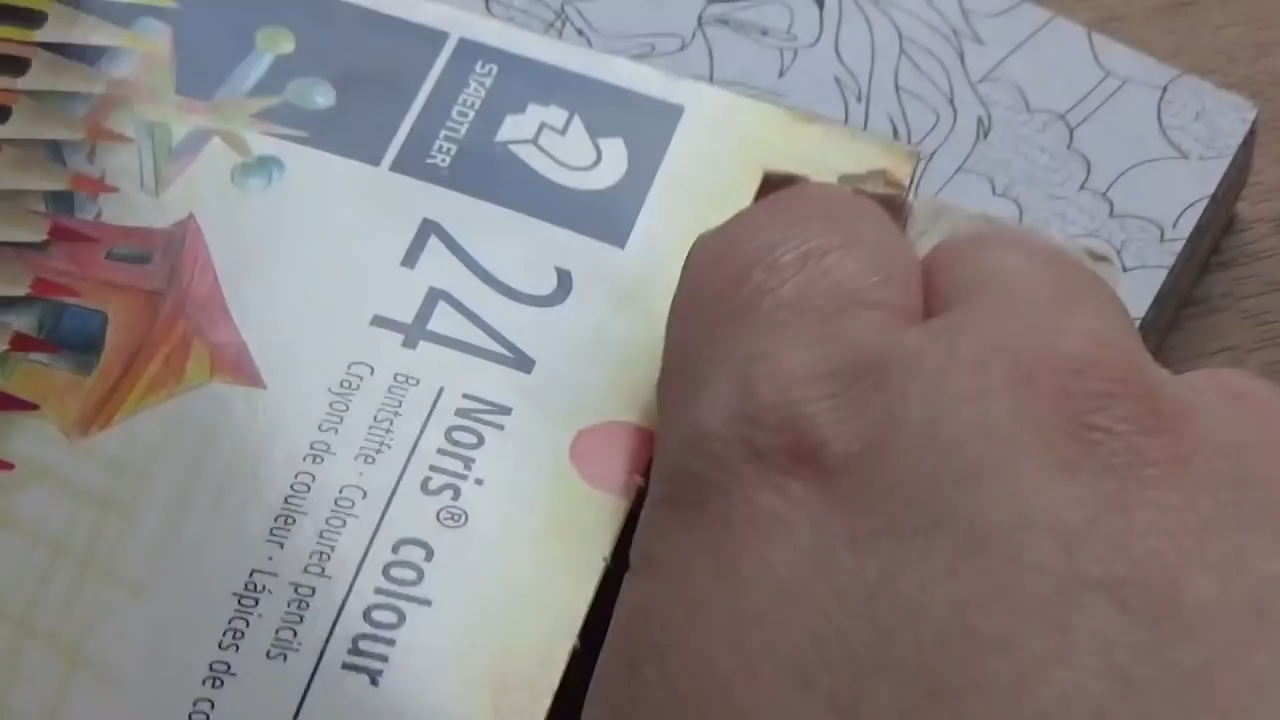 STAEDTLER
24 Noris® colour
Buntstifte · Coloured pencils
Crayons de couleur · Lápices de co